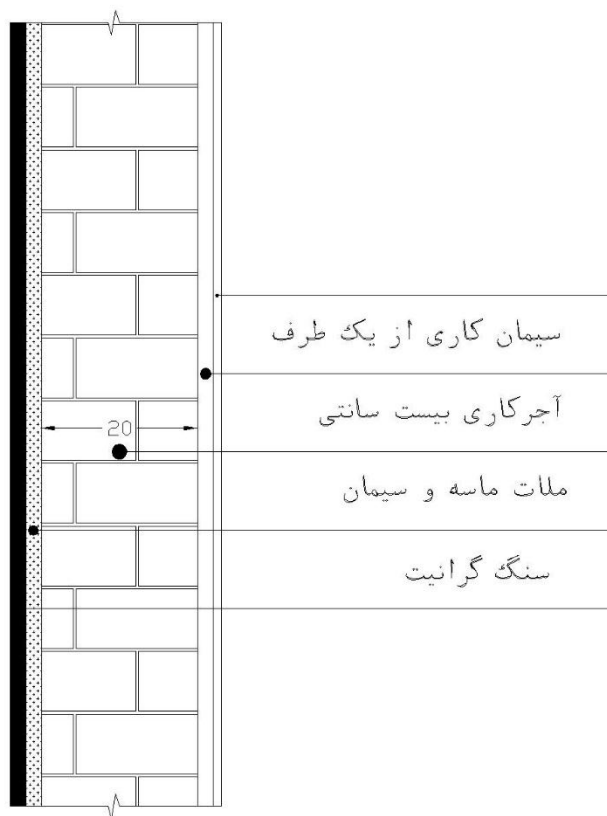 سیمان کاری از یک طرف
آجرکاری بیست سانتی
20
ملات ماسه و سیمان
سنگ گرانیت